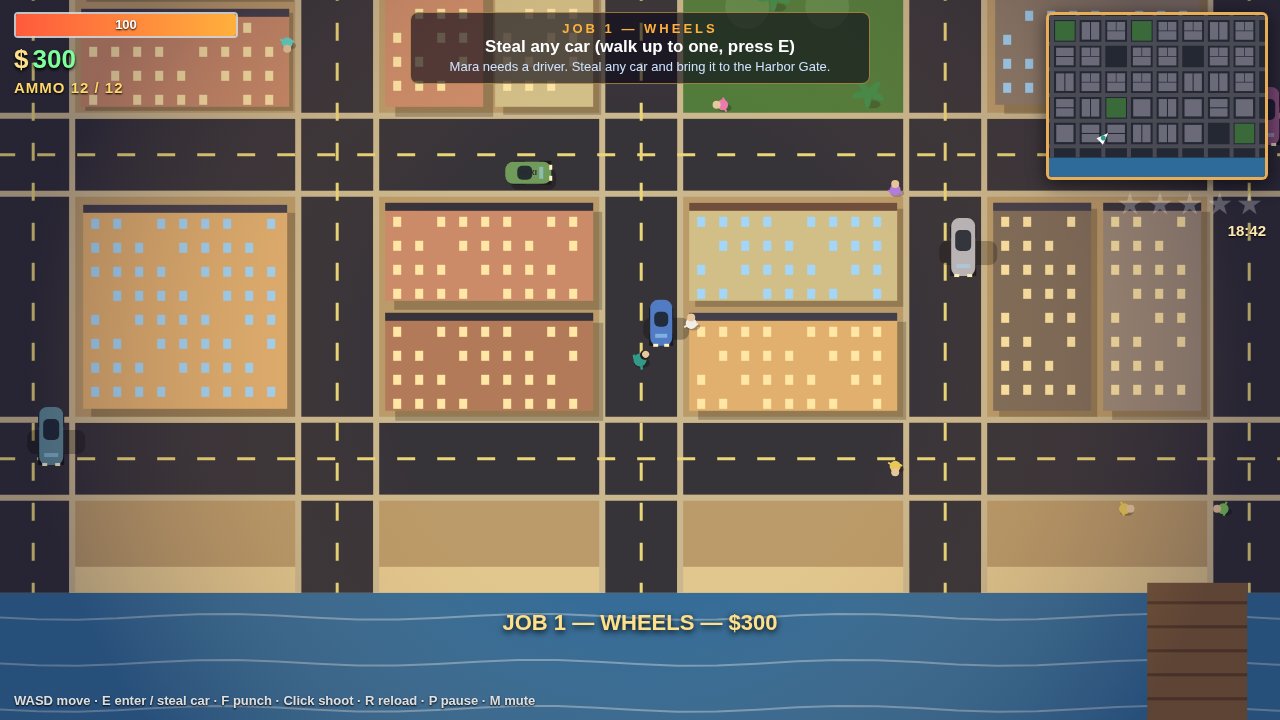 100
$ 300
AMMO 12 / 12
JOB 1 — WHEELS
Steal any car (walk up to one, press E)
Mara needs a driver. Steal any car and bring it to the Harbor Gate.
18:42
JOB 1 — WHEELS — $300
WASD move · E enter / steal car · F punch · Click shoot · R reload · P pause · M mute